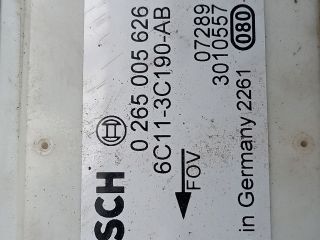 SCH
0 265 005 626
6C11-3C190-AB
FOV
07289
3010557
080
in Germany 2261